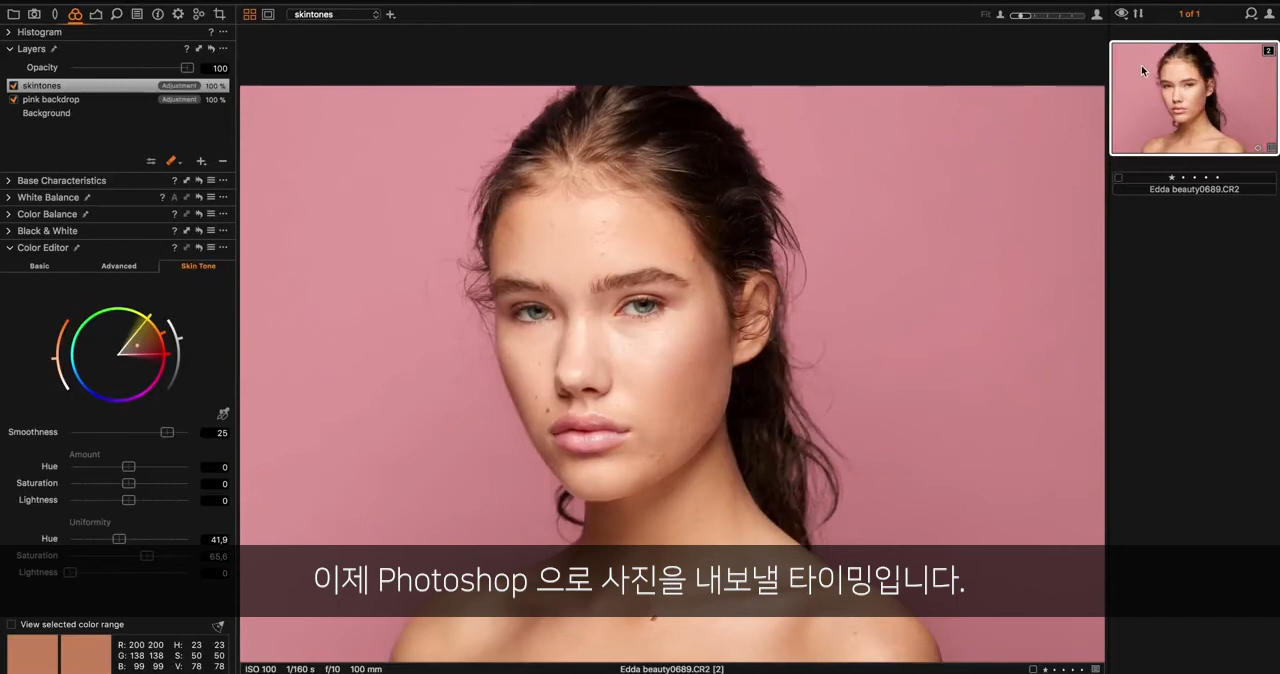 skintones
Fit
1 of 1
Histogram
Layers
Opacity 100
skintones Adjustment 100 %
pink backdrop Adjustment 100 %
Background
Base Characteristics
White Balance
Color Balance
Black & White
Color Editor
Basic Advanced Skin Tone
Smoothness 25
Amount
Hue 0
Saturation 0
Lightness 0
Uniformity
Hue 41,9
Saturation 65,6
Lightness 0
View selected color range
R: 200 200 H: 23 23
G: 138 138 S: 50 50
B: 99 99 V: 78 78
2
Edda beauty0689.CR2
이제 Photoshop 으로 사진을 내보낼 타이밍입니다.
ISO 100 1/160 s f/10 100 mm
Edda beauty0689.CR2 [2]